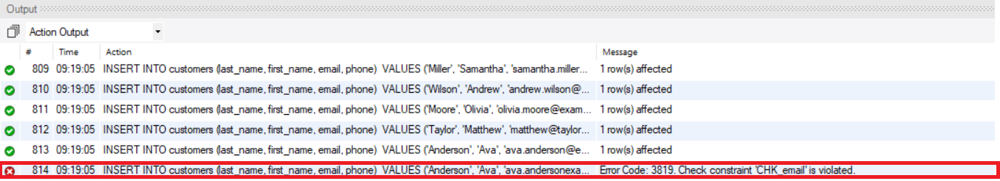 Output
Action Output
# Time Action Message
809 09:19:05 INSERT INTO customers (last_name, first_name, email, phone) VALUES ('Miller', 'Samantha', 'samantha.miller... 1 row(s) affected
810 09:19:05 INSERT INTO customers (last_name, first_name, email, phone) VALUES ('Wilson', 'Andrew', 'andrew.wilson@... 1 row(s) affected
811 09:19:05 INSERT INTO customers (last_name, first_name, email, phone) VALUES ('Moore', 'Olivia', 'olivia.moore@exam... 1 row(s) affected
812 09:19:05 INSERT INTO customers (last_name, first_name, email, phone) VALUES ('Taylor', 'Matthew', 'matthew@taylor... 1 row(s) affected
813 09:19:05 INSERT INTO customers (last_name, first_name, email, phone) VALUES ('Anderson', 'Ava', 'ava.anderson@e... 1 row(s) affected
814 09:19:05 INSERT INTO customers (last_name, first_name, email, phone) VALUES ('Anderson', 'Ava', 'ava.andersonexa... Error Code: 3819. Check constraint 'CHK_email' is violated.